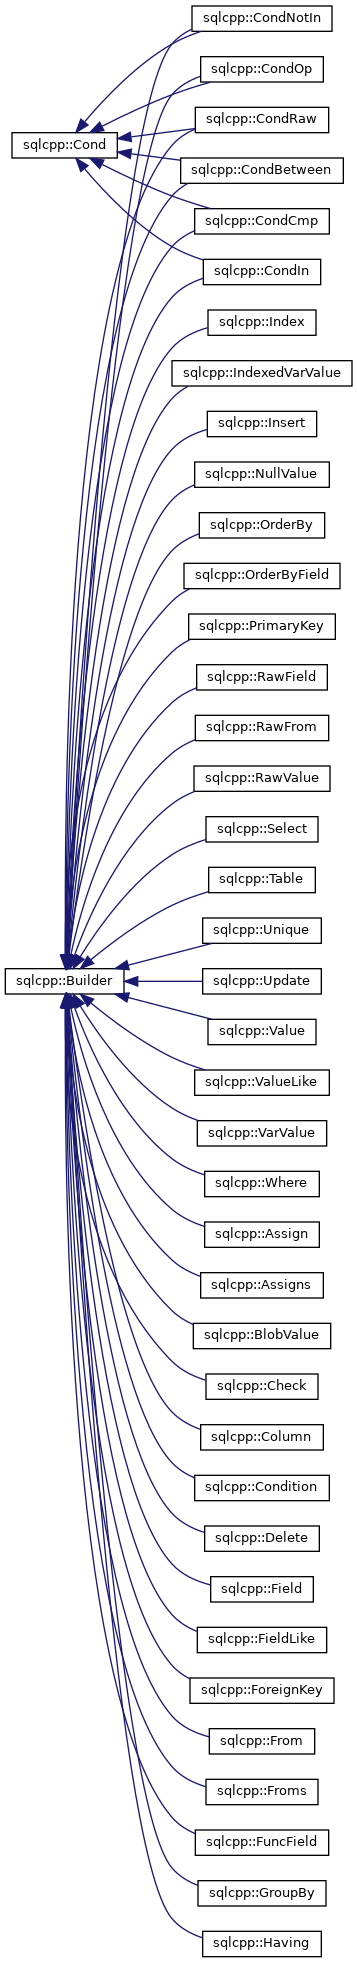 sqlcpp::CondNotIn
sqlcpp::CondOp
sqlcpp::CondRaw
sqlcpp::Cond
sqlcpp::CondBetween
sqlcpp::CondCmp
sqlcpp::CondIn
sqlcpp::Index
sqlcpp::IndexedVarValue
sqlcpp::Insert
sqlcpp::NullValue
sqlcpp::OrderBy
sqlcpp::OrderByField
sqlcpp::PrimaryKey
sqlcpp::RawField
sqlcpp::RawFrom
sqlcpp::RawValue
sqlcpp::Select
sqlcpp::Table
sqlcpp::Unique
sqlcpp::Builder
sqlcpp::Update
sqlcpp::Value
sqlcpp::ValueLike
sqlcpp::VarValue
sqlcpp::Where
sqlcpp::Assign
sqlcpp::Assigns
sqlcpp::BlobValue
sqlcpp::Check
sqlcpp::Column
sqlcpp::Condition
sqlcpp::Delete
sqlcpp::Field
sqlcpp::FieldLike
sqlcpp::ForeignKey
sqlcpp::From
sqlcpp::Froms
sqlcpp::FuncField
sqlcpp::GroupBy
sqlcpp::Having